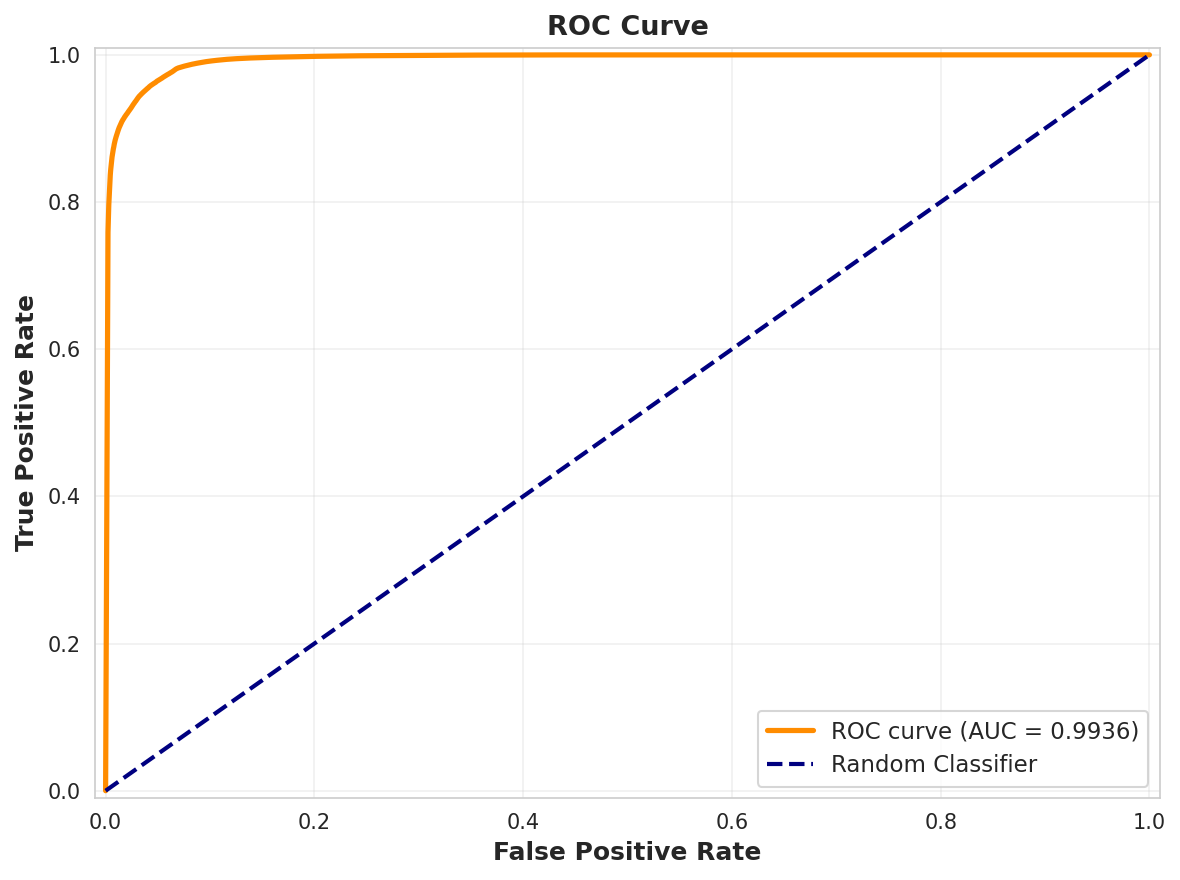 ROC Curve
1.0
0.8
0.6
0.4
0.2
0.0
True Positive Rate
ROC curve (AUC = 0.9936)
Random Classifier
0.0 0.2 0.4 0.6 0.8 1.0
False Positive Rate